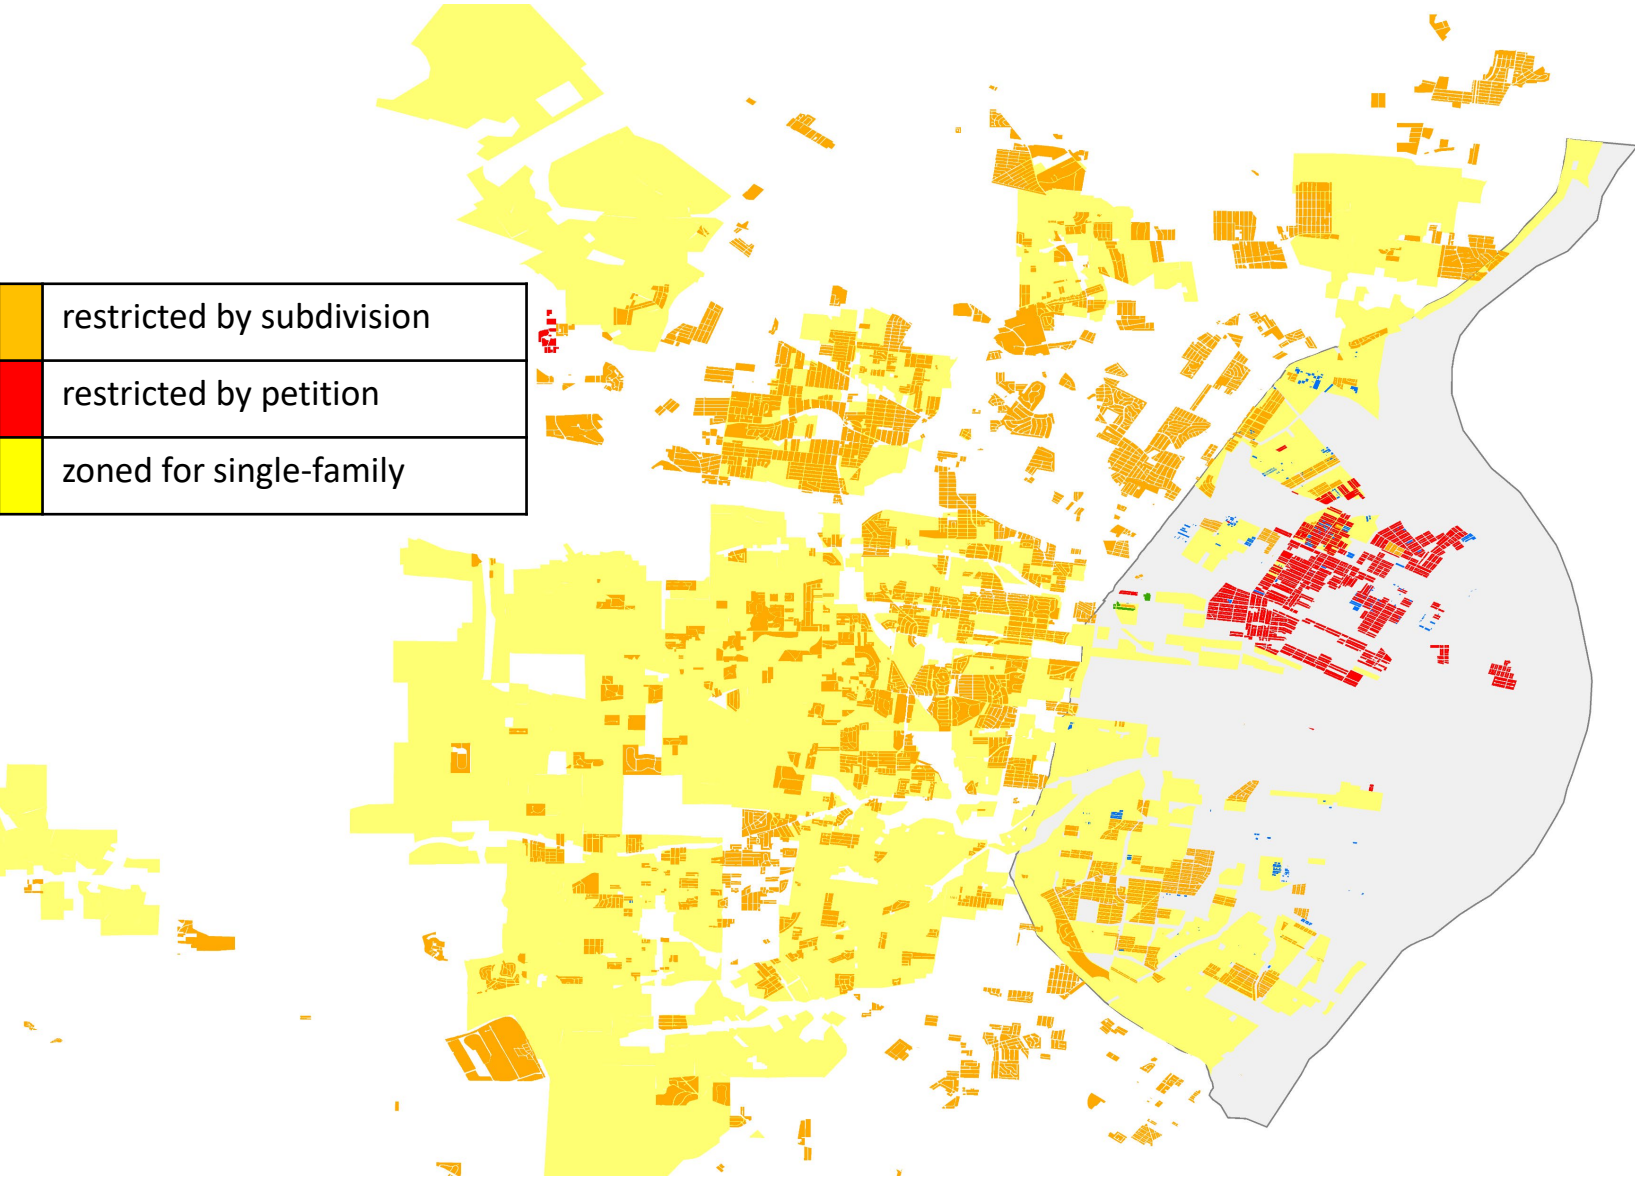 restricted by subdivision
restricted by petition
zoned for single-family